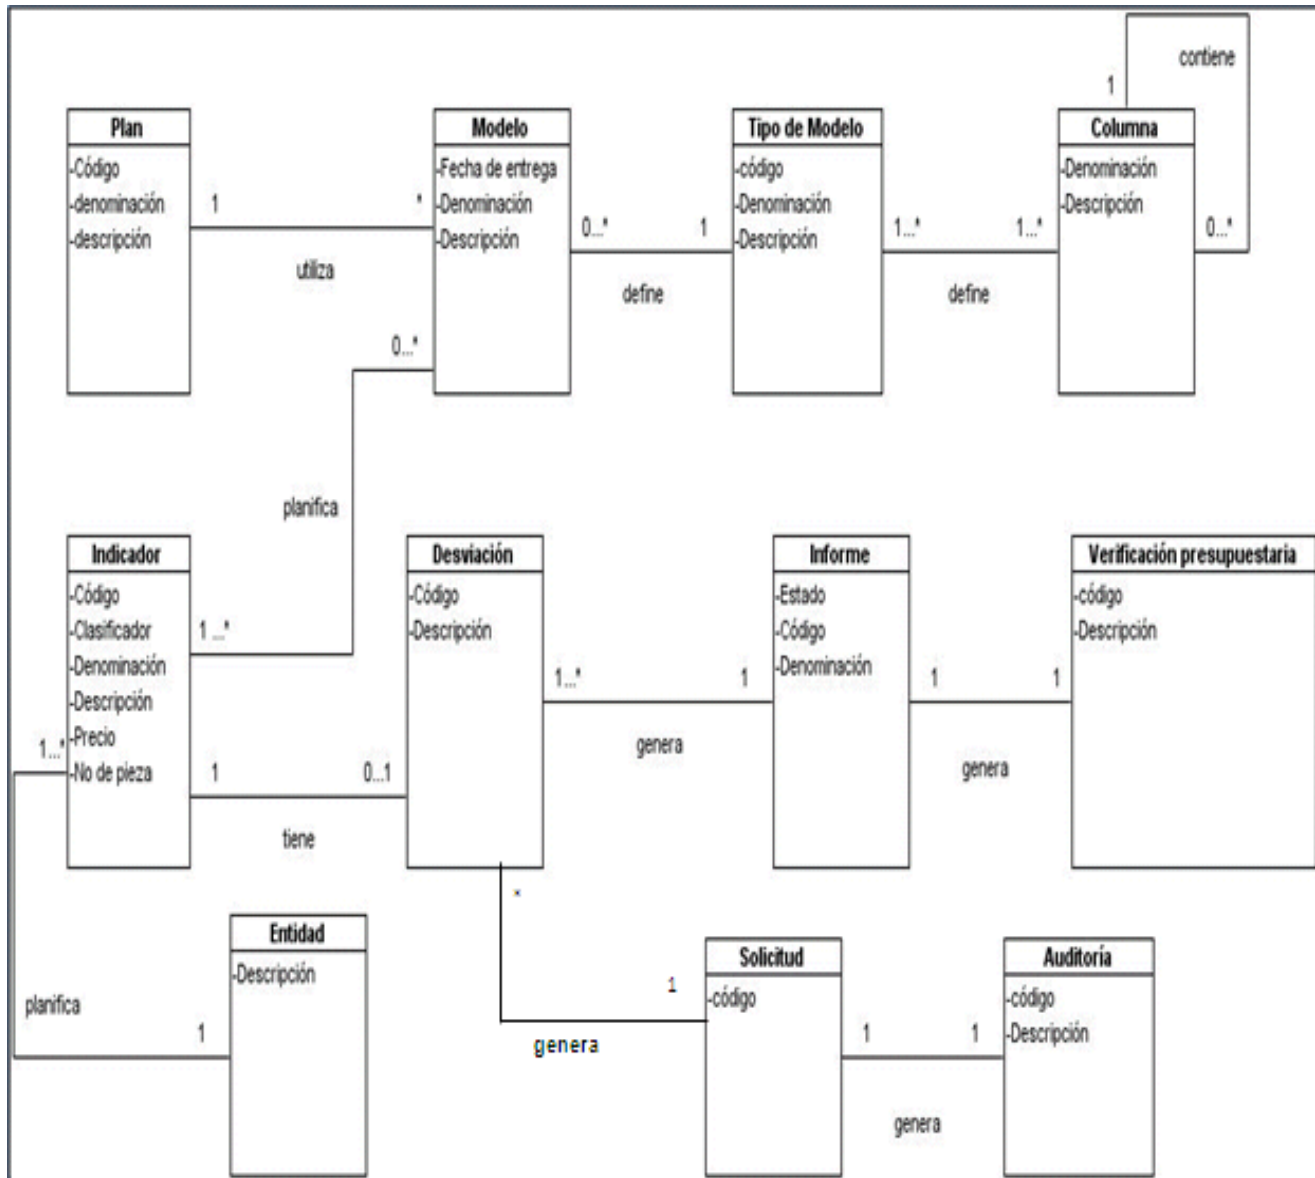 contiene
1
Plan
-Código
-denominación
-descripción
1
*
utiliza
Modelo
-Fecha de entrega
-Denominación
-Descripción
0...*
1
define
Tipo de Modelo
-código
-Denominación
-Descripción
1...*
1...*
define
Columna
-Denominación
-Descripción
0...*
0...*
planifica
Indicador
-Código
-Clasificador
-Denominación
-Descripción
-Precio
-No de pieza
1 ...*
1...*
1
0...1
tiene
Desviación
-Código
-Descripción
1...*
1
genera
Informe
-Estado
-Código
-Denominación
1
1
genera
Verificación presupuestaria
-código
-Descripción
*
1
genera
Entidad
-Descripción
planifica
1
Solicitud
-código
1
1
genera
Auditoría
-código
-Descripción